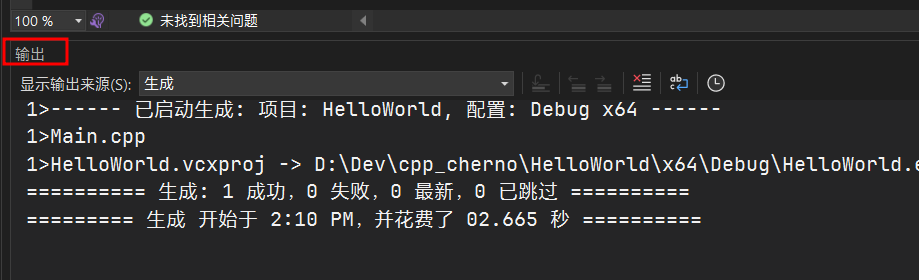 100 % 未找到相关问题
输出
显示输出来源(S): 生成
1>------ 已启动生成: 项目: HelloWorld, 配置: Debug x64 ------
1>Main.cpp
1>HelloWorld.vcxproj -> D:\Dev\cpp_cherno\HelloWorld\x64\Debug\HelloWorld.e
========== 生成: 1 成功，0 失败，0 最新，0 已跳过 ==========
========= 生成 开始于 2:10 PM，并花费了 02.665 秒 ==========